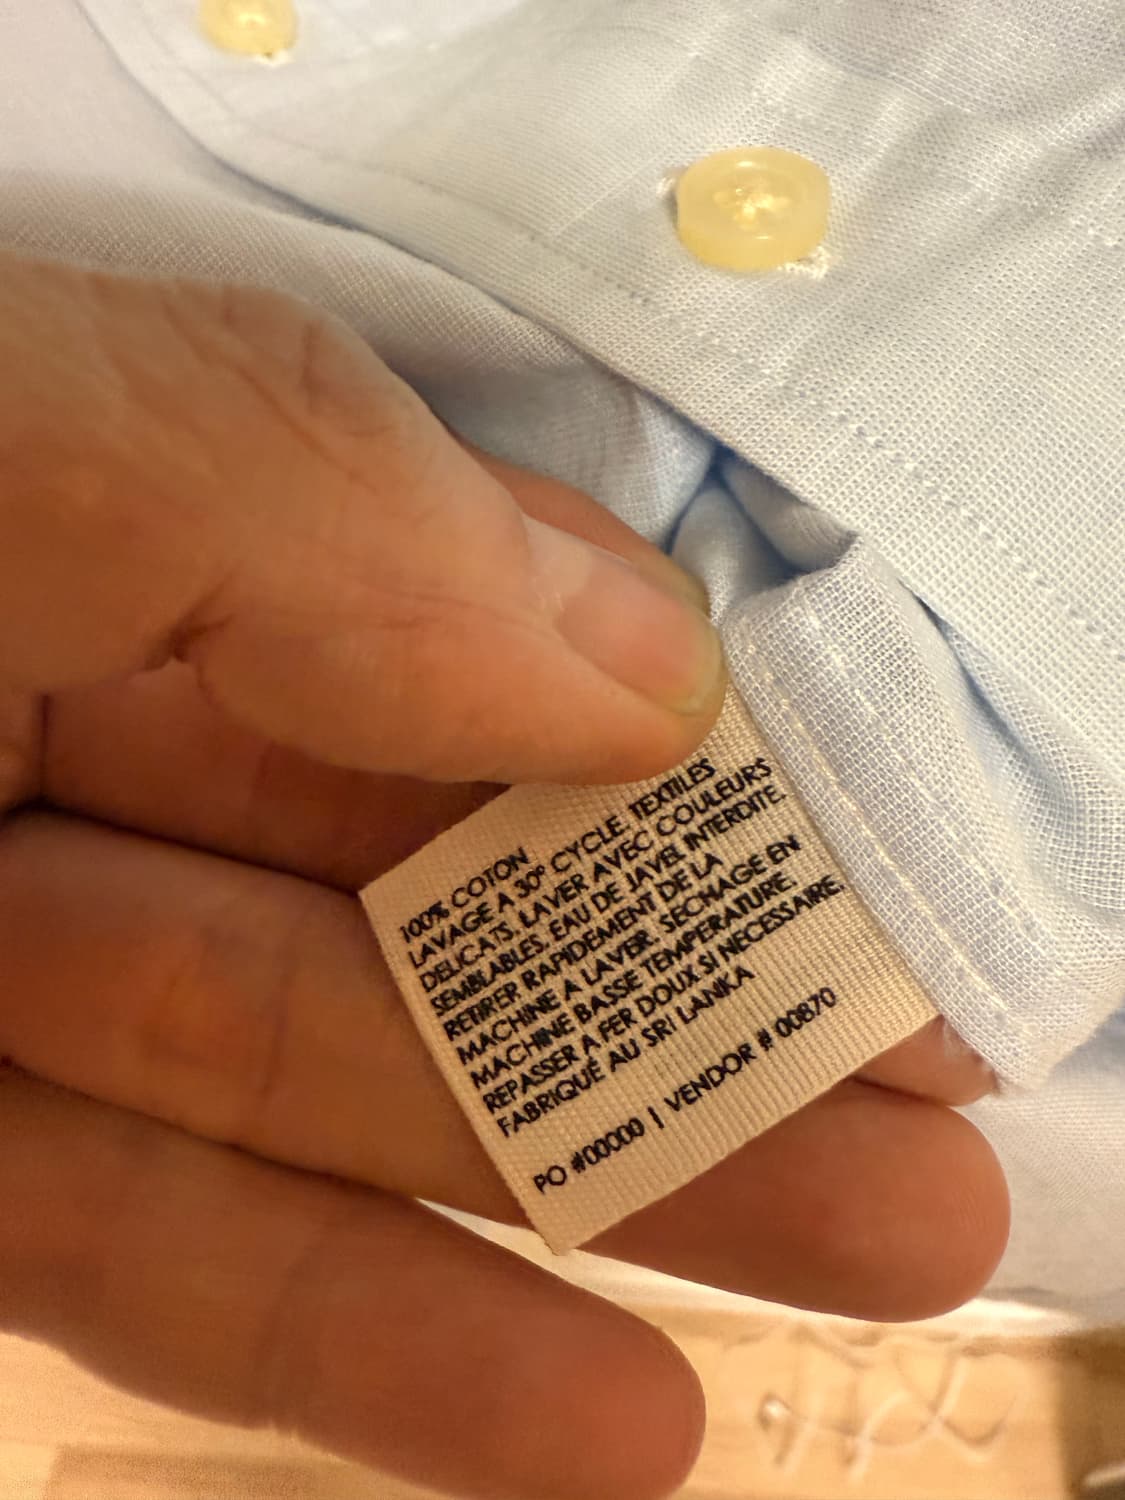 100% COTON
LAVAGE A 30° CYCLE TEXTILES
DELICATS. LAVER AVEC COULEURS
SEMBLABLES. EAU DE JAVEL INTERDITE.
RETIRER RAPIDEMENT DE LA
MACHINE A LAVER. SECHAGE EN
MACHINE BASSE TEMPERATURE.
REPASSER A FER DOUX SI NECESSAIRE.
FABRIQUÉ AU SRI LANKA
PO #00000 | VENDOR # 00870